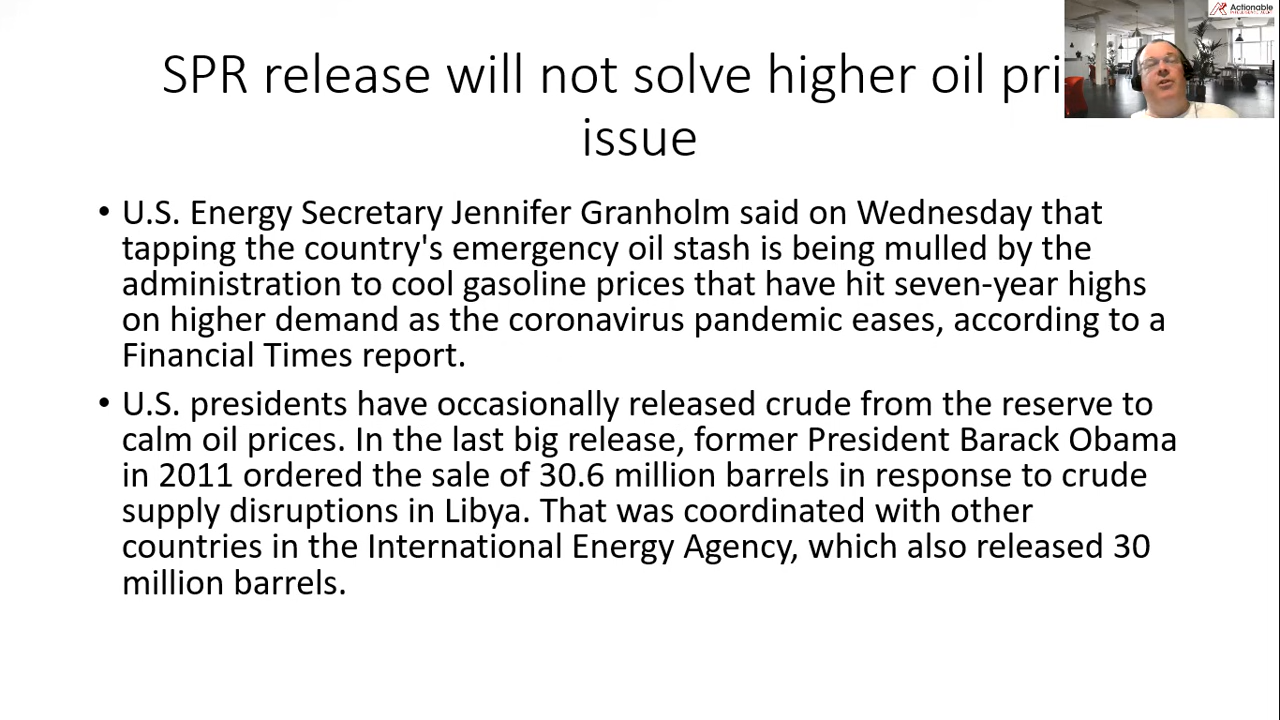 Actionable
SPR release will not solve higher oil pri
issue
• U.S. Energy Secretary Jennifer Granholm said on Wednesday that
tapping the country's emergency oil stash is being mulled by the
administration to cool gasoline prices that have hit seven-year highs
on higher demand as the coronavirus pandemic eases, according to a
Financial Times report.
• U.S. presidents have occasionally released crude from the reserve to
calm oil prices. In the last big release, former President Barack Obama
in 2011 ordered the sale of 30.6 million barrels in response to crude
supply disruptions in Libya. That was coordinated with other
countries in the International Energy Agency, which also released 30
million barrels.